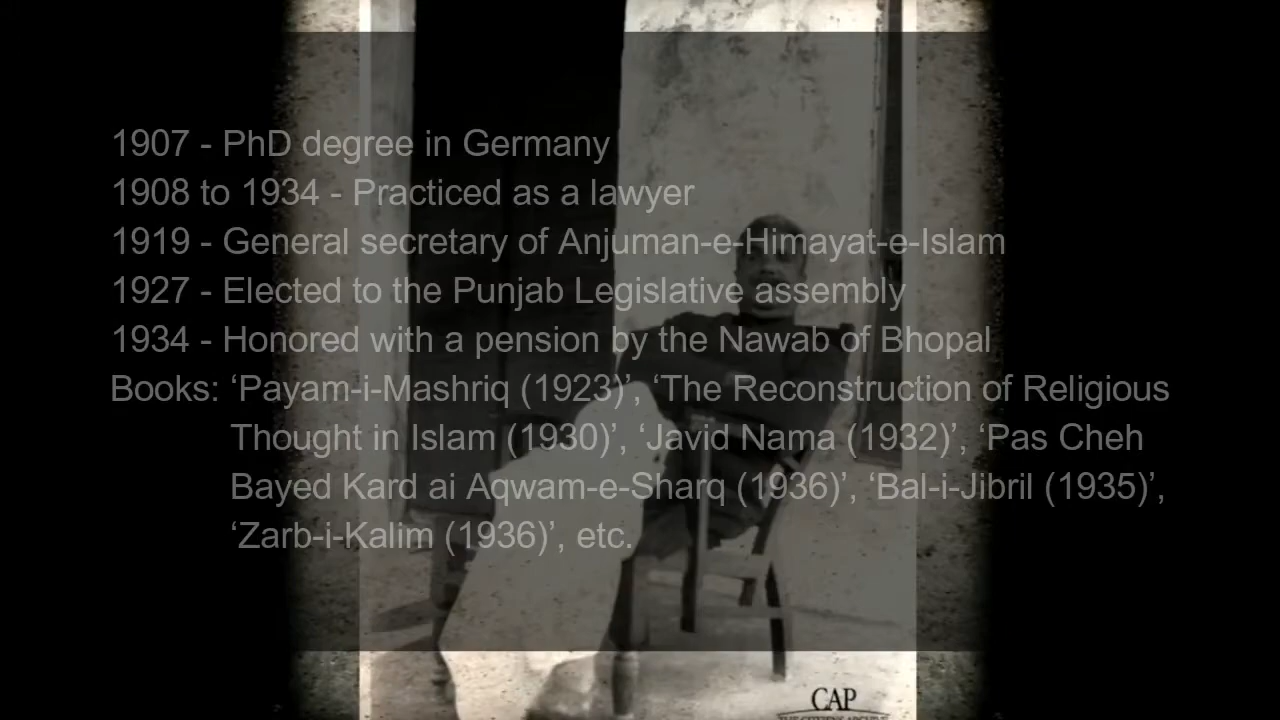 1907 - PhD degree in Germany
1908 to 1934 - Practiced as a lawyer
1919 - General secretary of Anjuman-e-Himayat-e-Islam
1927 - Elected to the Punjab Legislative assembly
1934 - Honored with a pension by the Nawab of Bhopal
Books: ‘Payam-i-Mashriq (1923)’, ‘The Reconstruction of Religious
Thought in Islam (1930)’, ‘Javid Nama (1932)’, ‘Pas Cheh
Bayed Kard ai Aqwam-e-Sharq (1936)’, ‘Bal-i-Jibril (1935)’,
‘Zarb-i-Kalim (1936)’, etc.
CAP